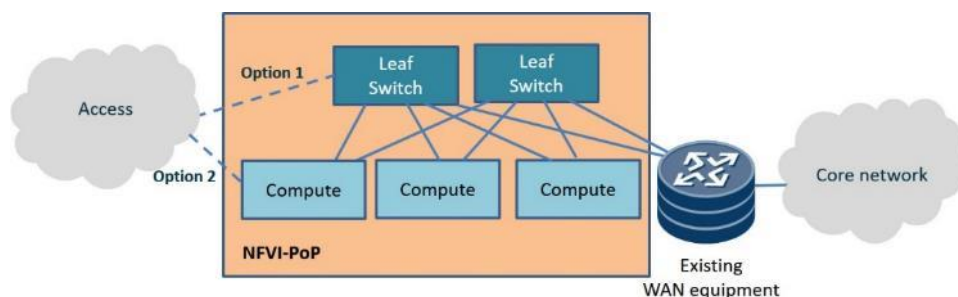 Access
Option 1
Option 2
Leaf
Switch
Leaf
Switch
Compute
Compute
Compute
NFVI-PoP
Existing
WAN equipment
Core network